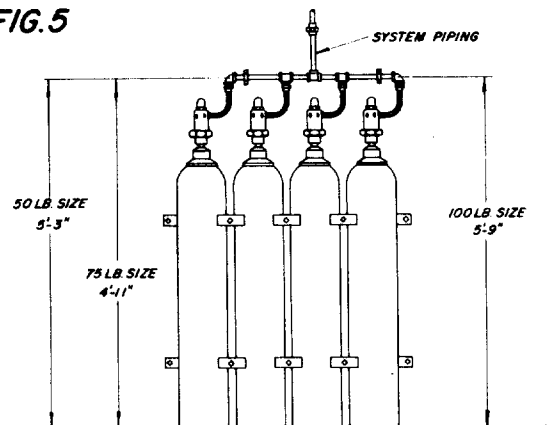 FIG.5
SYSTEM PIPING
50 LB. SIZE
5'-3"
75 LB. SIZE
4'-11"
100 LB. SIZE
5'-9"